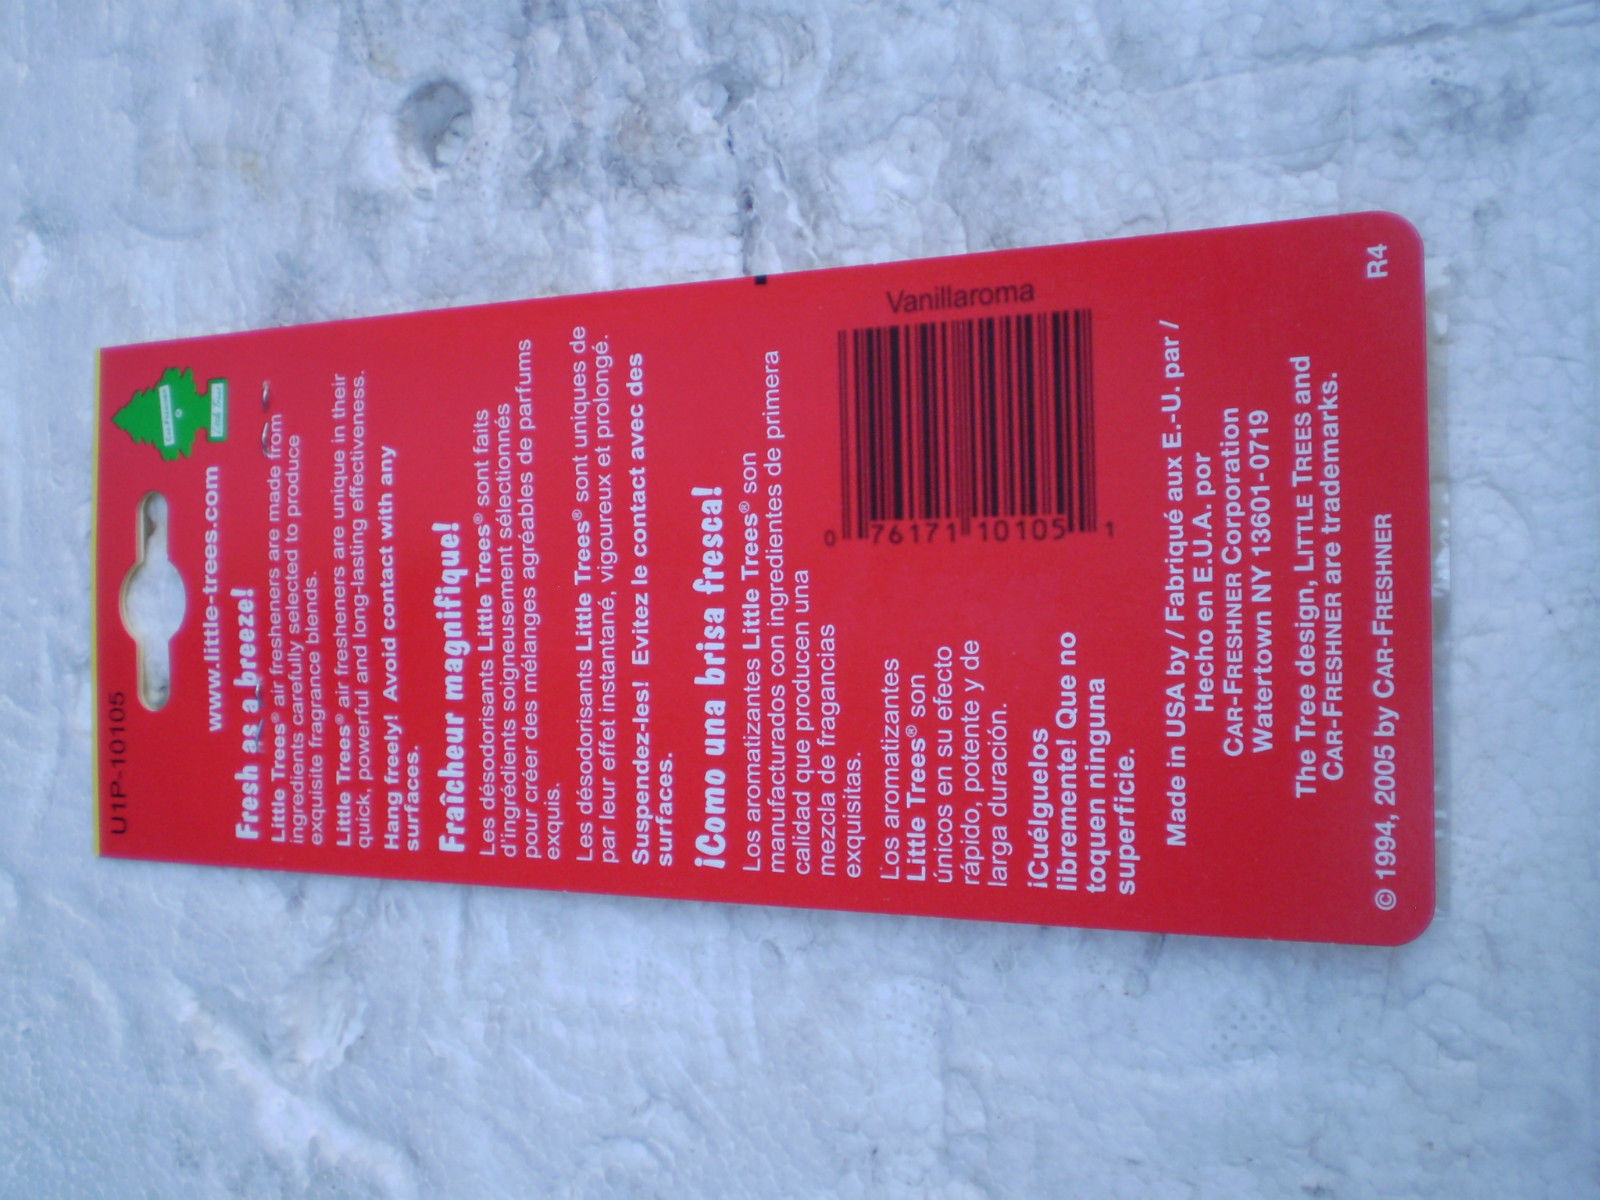 U1P-10105
www.little-trees.com
Fresh as a breeze!
Little Trees® air fresheners are made from
ingredients carefully selected to produce
exquisite fragrance blends.
Little Trees® air fresheners are unique in their
quick, powerful and long-lasting effectiveness.
Hang freely! Avoid contact with any
surfaces.
Fraîcheur magnifique!
Les désodorisants Little Trees® sont faits
d'ingrédients soigneusement sélectionnés
pour créer des mélanges agréables de parfums
exquis.
Les désodorisants Little Trees® sont uniques de
par leur effet instantané, vigoureux et prolongé.
Suspendez-les! Evitez le contact avec des
surfaces.
¡Como una brisa fresca!
Los aromatizantes Little Trees® son
manufacturados con ingredientes de primera
calidad que producen una
mezcla de fragancias
exquisitas.
Los aromatizantes
Little Trees® son
únicos en su efecto
rápido, potente y de
larga duración.
¡Cuélguelos
libremente! Que no
toquen ninguna
superficie.
Vanillaroma
0 76171 10105 1
Made in USA by / Fabriqué aux E.-U. par /
Hecho en E.U.A. por
CAR-FRESHNER Corporation
Watertown NY 13601-0719
The Tree design, LITTLE TREES and
CAR-FRESHNER are trademarks.
© 1994, 2005 by CAR-FRESHNER
R4